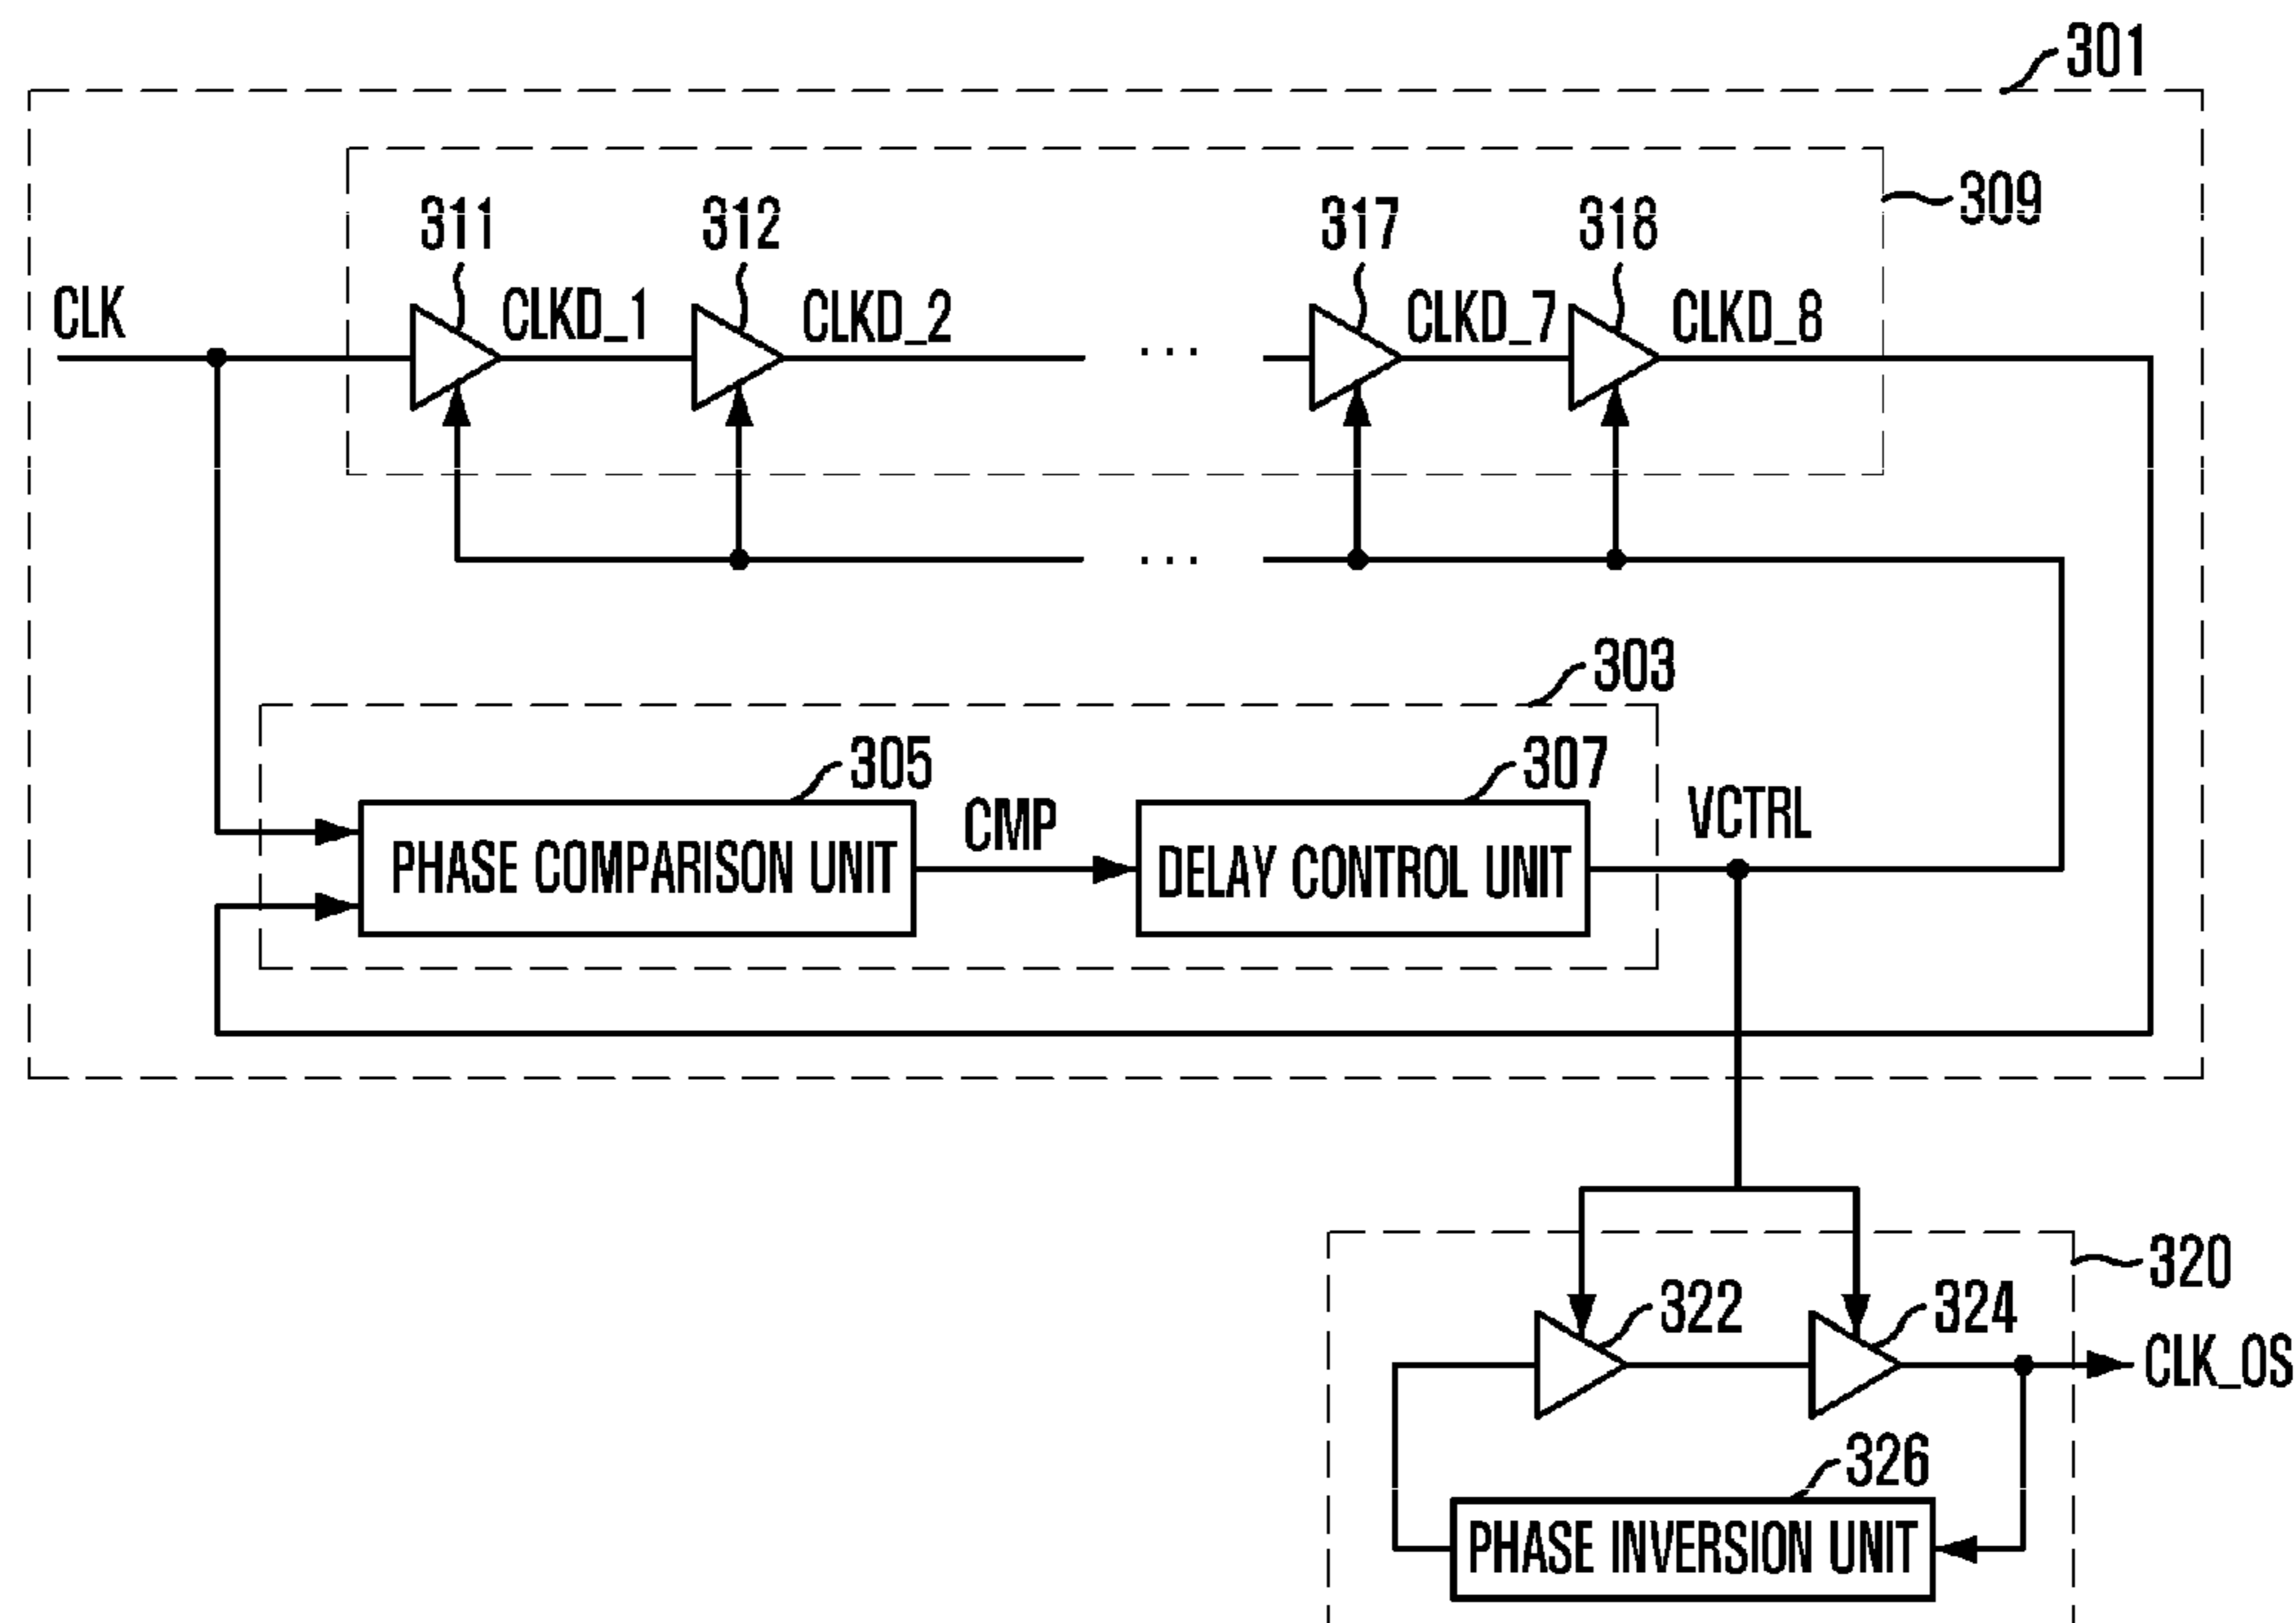 301
309
311
312
317
318
CLK
CLKD_1
CLKD_2
...
CLKD_7
CLKD_8
...
303
305
307
PHASE COMPARISON UNIT
CMP
DELAY CONTROL UNIT
VCTRL
320
322
324
CLK_OS
326
PHASE INVERSION UNIT